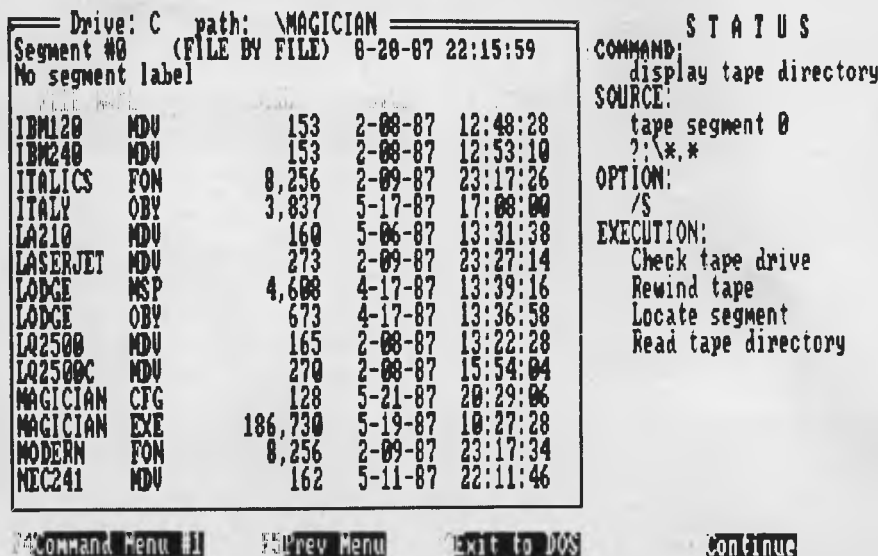 Drive: C path: \MAGICIAN
Segment #0 (FILE BY FILE) 8-28-87 22:15:59
No segment label
IBM120 MDV 153 2-08-87 12:48:28
IBM240 MDV 153 2-08-87 12:53:10
ITALICS FON 8,256 2-09-87 23:17:26
ITALY OBY 3,837 5-17-87 17:08:00
LA210 MDV 160 5-06-87 13:31:38
LASERJET MDV 273 2-09-87 23:27:14
LODGE MSP 4,608 4-17-87 13:39:16
LODGE OBY 673 4-17-87 13:36:58
LQ2500 MDV 165 2-08-87 13:22:28
LQ2500C MDV 270 2-08-87 15:54:04
MAGICIAN CFG 128 5-21-87 20:29:06
MAGICIAN EXE 186,730 5-19-87 10:27:28
MODERN FON 8,256 2-09-87 23:17:34
NEC241 MDV 162 5-11-87 22:11:46
STATUS
COMMAND:
display tape directory
SOURCE:
tape segment 0
?:\*.*
OPTION:
/S
EXECUTION:
Check tape drive
Rewind tape
Locate segment
Read tape directory
Command Menu #1 Prev Menu Exit to DOS Continue